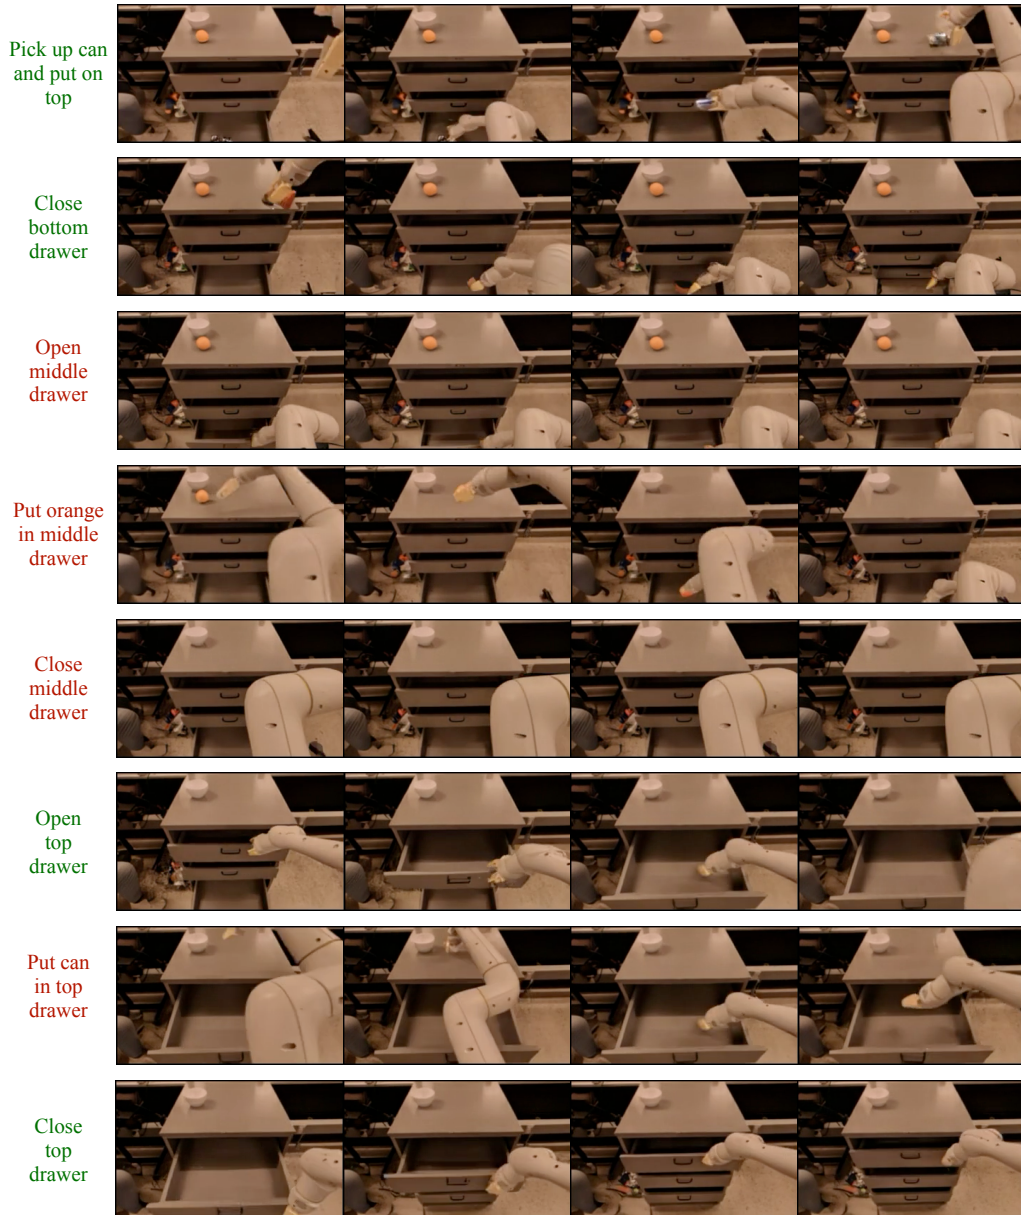 Pick up can
and put on
top
Close
bottom
drawer
Open
middle
drawer
Put orange
in middle
drawer
Close
middle
drawer
Open
top
drawer
Put can
in top
drawer
Close
top
drawer